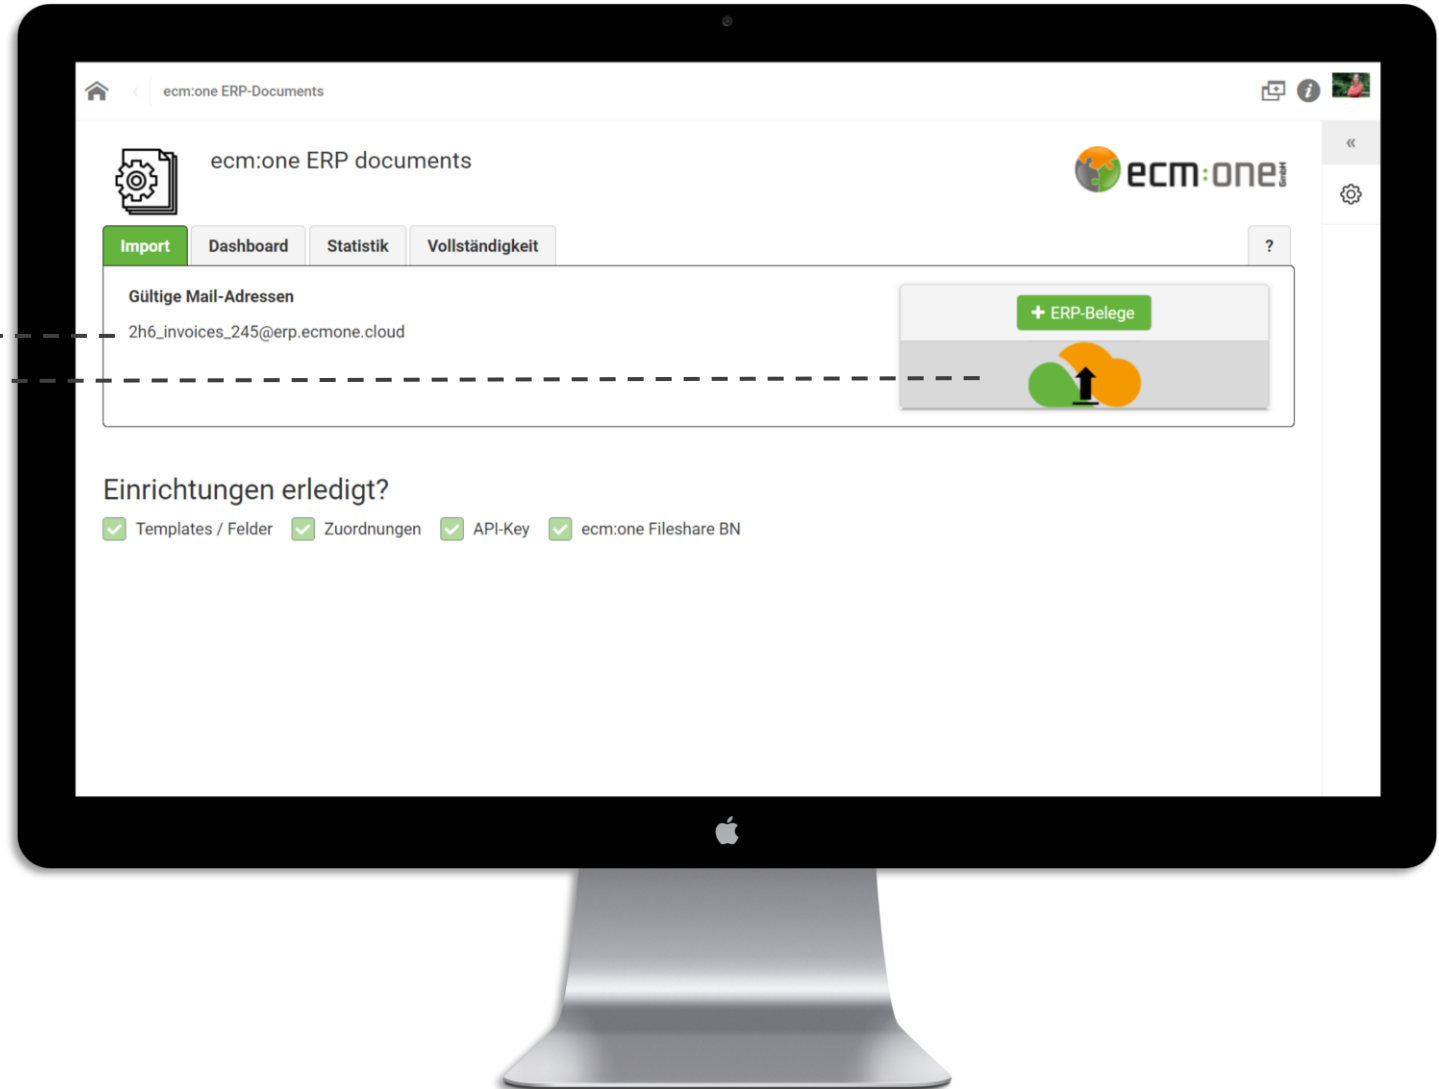 ecm:one ERP-Documents
ecm:one ERP documents
ecm:one GmbH
Import Dashboard Statistik Vollständigkeit ?
Gültige Mail-Adressen
2h6_invoices_245@erp.ecmone.cloud
+ ERP-Belege
Einrichtungen erledigt?
Templates / Felder Zuordnungen API-Key ecm:one Fileshare BN